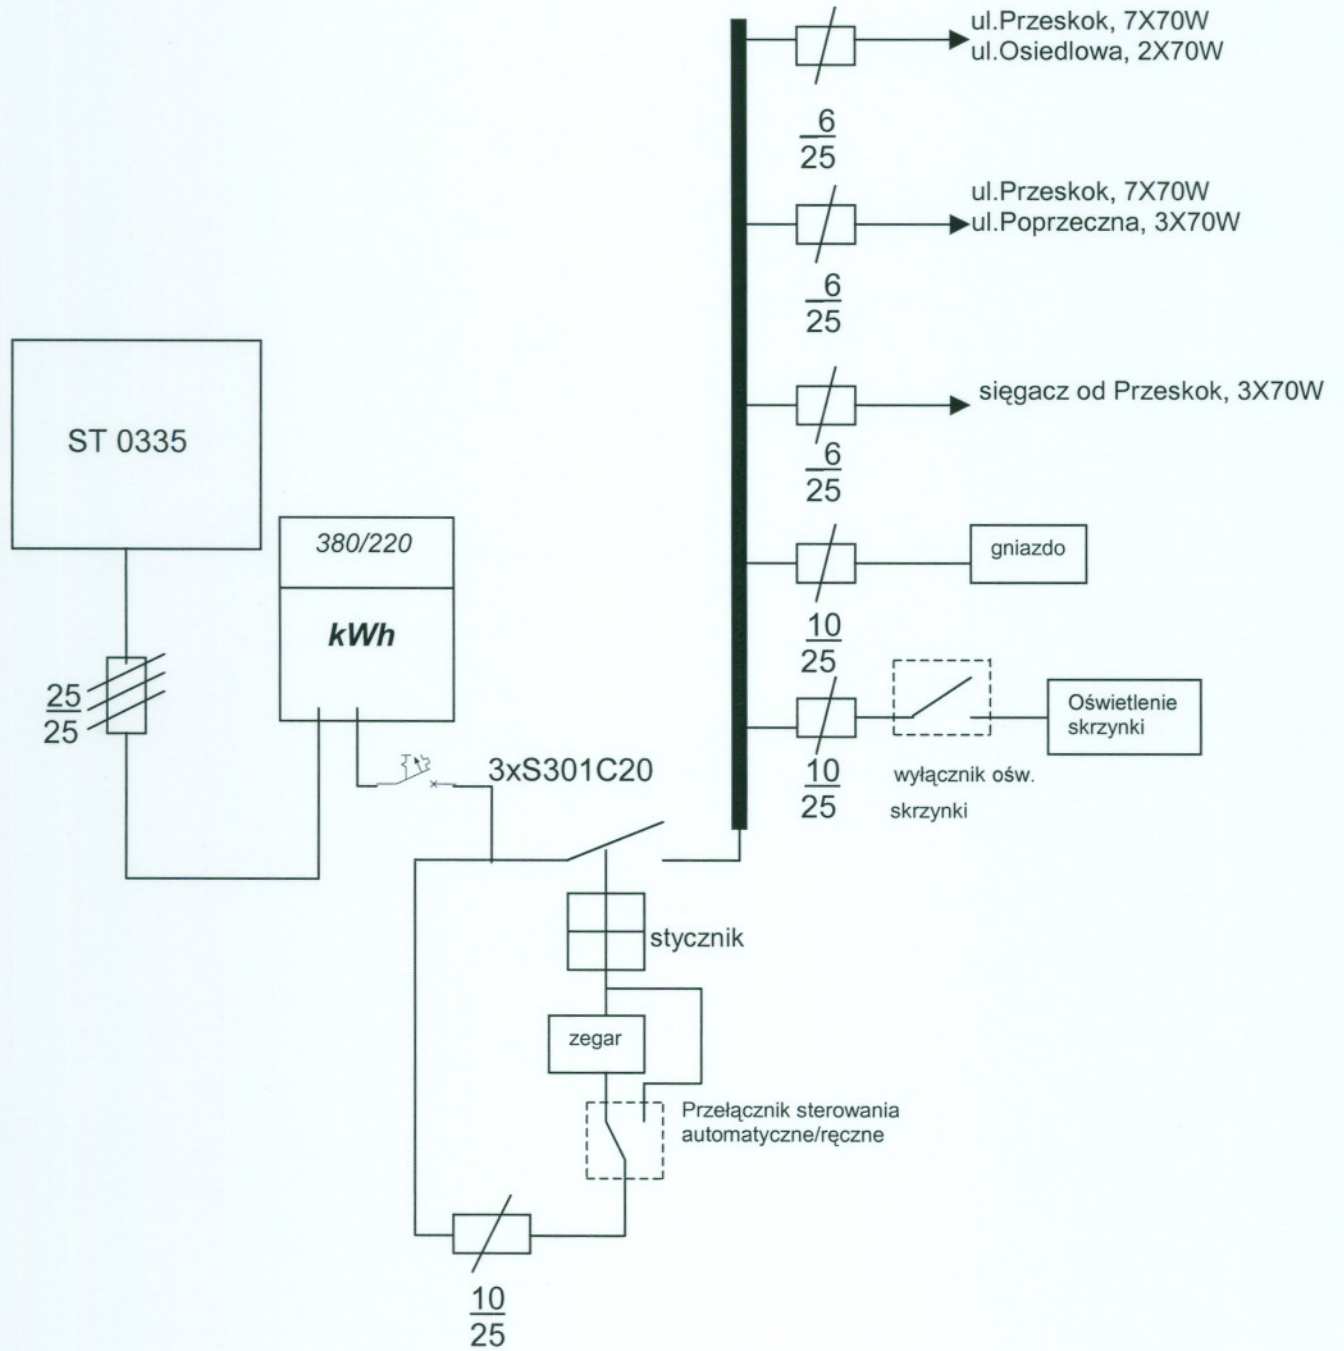 ul.Przeskok, 7X70W
ul.Osiedlowa, 2X70W
6
25
ul.Przeskok, 7X70W
ul.Poprzeczna, 3X70W
6
25
sięgacz od Przeskok, 3X70W
6
25
ST 0335
380/220
kWh
25
25
gniazdo
10
25
Oświetlenie
skrzynki
10
25
wyłącznik ośw.
skrzynki
3xS301C20
stycznik
zegar
Przełącznik sterowania
automatyczne/ręczne
10
25